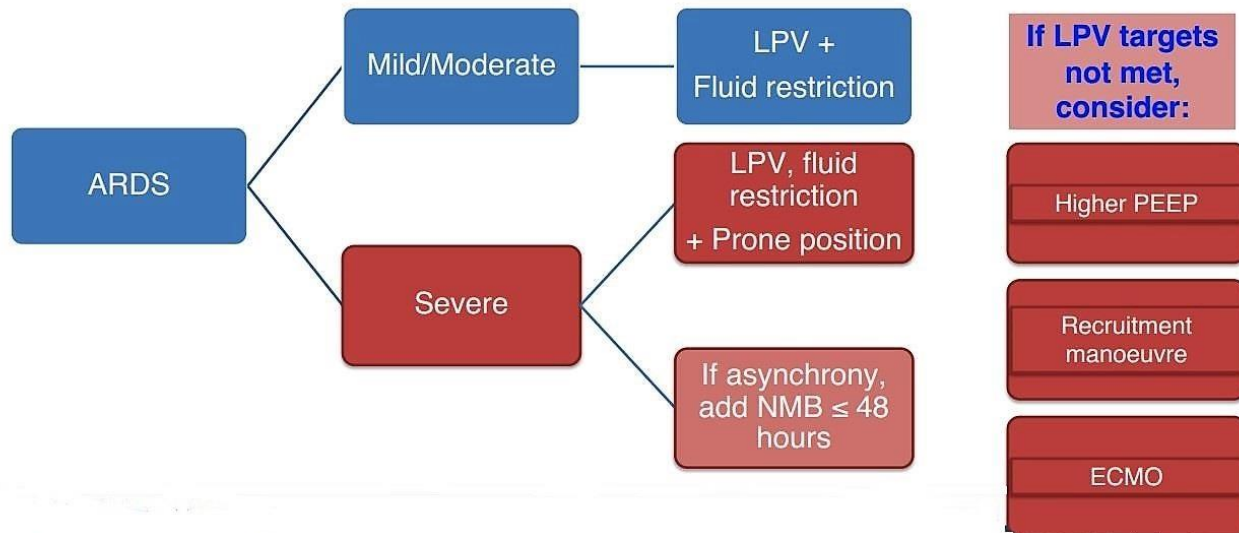 ARDS
Mild/Moderate
LPV +
Fluid restriction
Severe
LPV, fluid
restriction
+ Prone position
If asynchrony,
add NMB ≤ 48
hours
If LPV targets
not met,
consider:
Higher PEEP
Recruitment
manoeuvre
ECMO